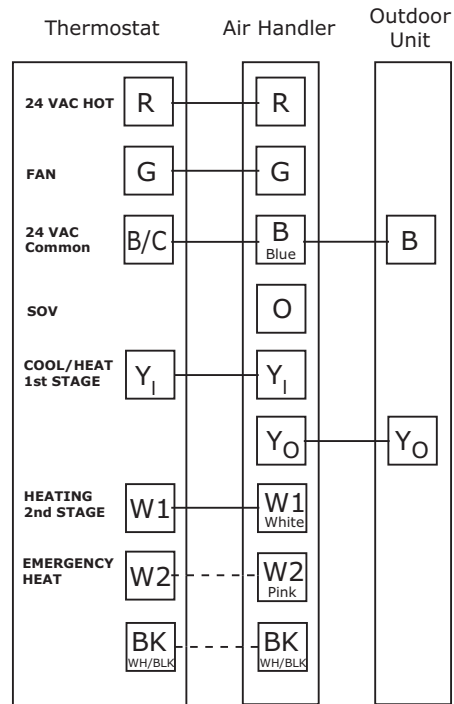 Thermostat Air Handler Outdoor
Unit
24 VAC HOT R R
FAN G G
24 VAC
Common B/C B B
Blue
SOV O
COOL/HEAT
1st STAGE YI YI
YO YO
HEATING
2nd STAGE W1 W1
White
EMERGENCY
HEAT W2 W2
Pink
BK BK
WH/BLK WH/BLK